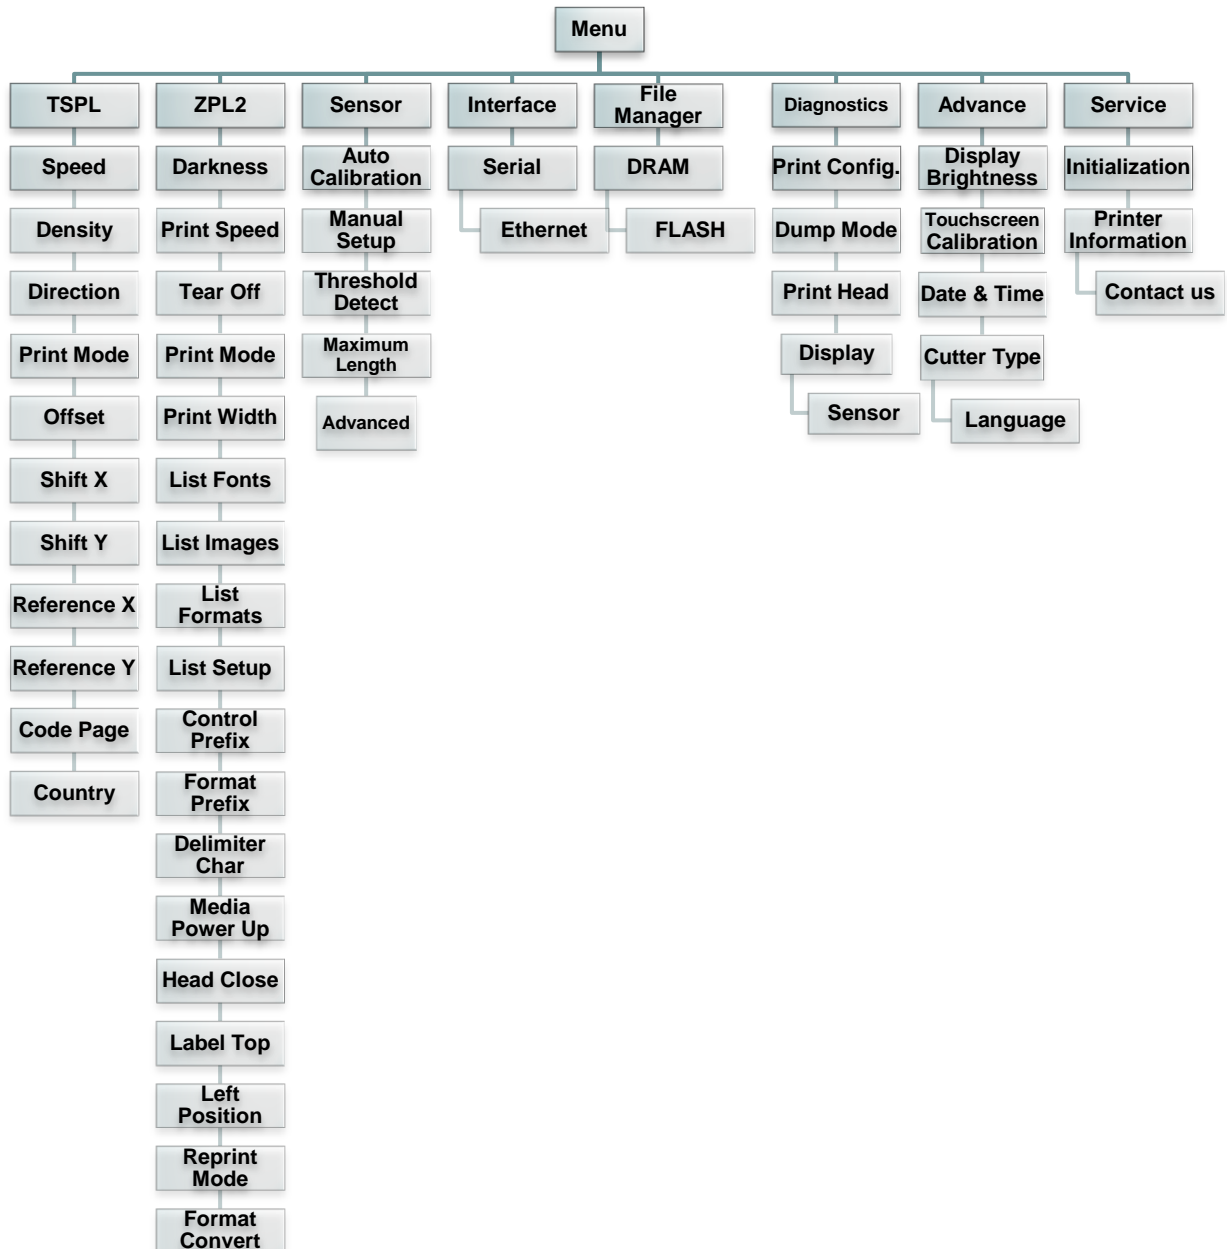 Menu
TSPL
Speed
Density
Direction
Print Mode
Offset
Shift X
Shift Y
Reference X
Reference Y
Code Page
Country
ZPL2
Darkness
Print Speed
Tear Off
Print Mode
Print Width
List Fonts
List Images
List
Formats
List Setup
Control
Prefix
Format
Prefix
Delimiter
Char
Media
Power Up
Head Close
Label Top
Left
Position
Reprint
Mode
Format
Convert
Sensor
Auto
Calibration
Manual
Setup
Threshold
Detect
Maximum
Length
Advanced
Interface
Serial
Ethernet
File
Manager
DRAM
FLASH
Diagnostics
Print Config.
Dump Mode
Print Head
Display
Sensor
Advance
Display
Brightness
Touchscreen
Calibration
Date & Time
Cutter Type
Language
Service
Initialization
Printer
Information
Contact us